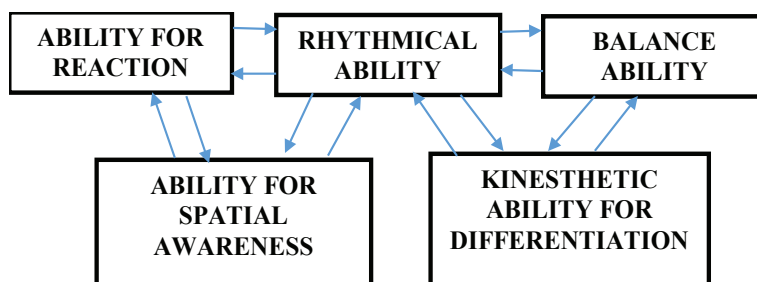 ABILITY FOR
REACTION
RHYTHMICAL
ABILITY
BALANCE
ABILITY
ABILITY FOR
SPATIAL
AWARENESS
KINESTHETIC
ABILITY FOR
DIFFERENTIATION